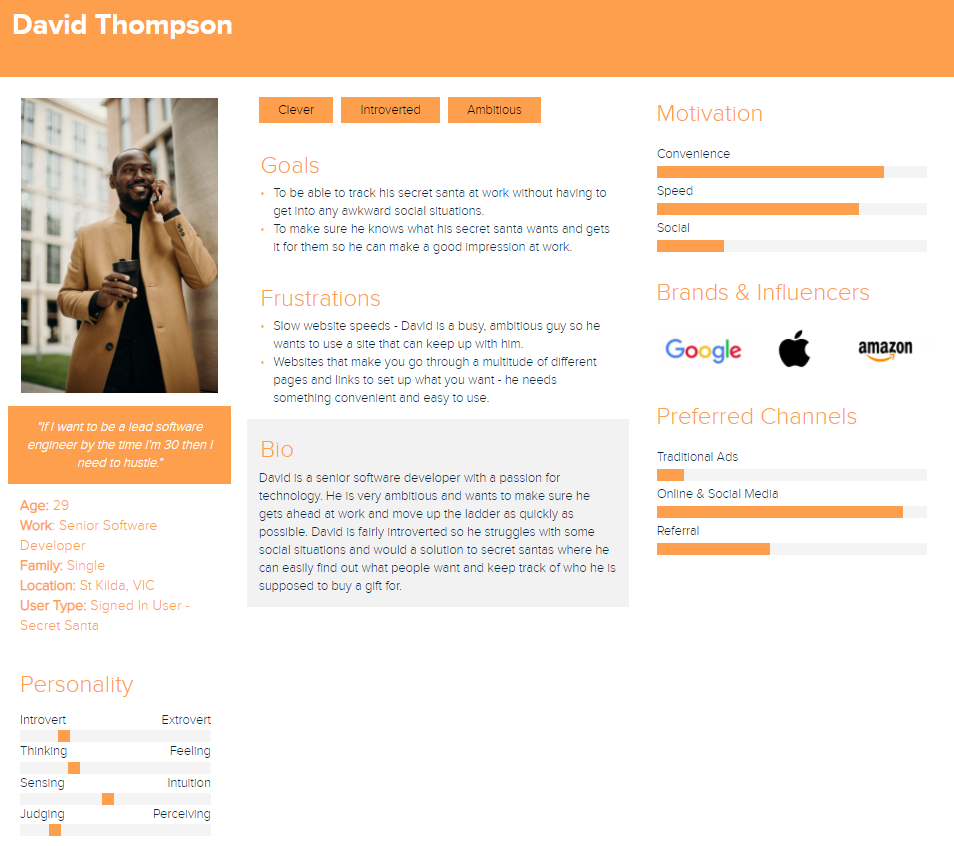 David Thompson
"If I want to be a lead software
engineer by the time I'm 30 then I
need to hustle."
Age: 29
Work: Senior Software
Developer
Family: Single
Location: St Kilda, VIC
User Type: Signed In User -
Secret Santa
Personality
Introvert Extrovert
Thinking Feeling
Sensing Intuition
Judging Perceiving
Clever Introverted Ambitious
Goals
To be able to track his secret santa at work without having to
get into any awkward social situations.
To make sure he knows what his secret santa wants and gets
it for them so he can make a good impression at work.
Frustrations
Slow website speeds - David is a busy, ambitious guy so he
wants to use a site that can keep up with him.
Websites that make you go through a multitude of different
pages and links to set up what you want - he needs
something convenient and easy to use.
Bio
David is a senior software developer with a passion for
technology. He is very ambitious and wants to make sure he
gets ahead at work and move up the ladder as quickly as
possible. David is fairly introverted so he struggles with some
social situations and would a solution to secret santas where he
can easily find out what people want and keep track of who he is
supposed to buy a gift for.
Motivation
Convenience
Speed
Social
Brands & Influencers
Google amazon
Preferred Channels
Traditional Ads
Online & Social Media
Referral